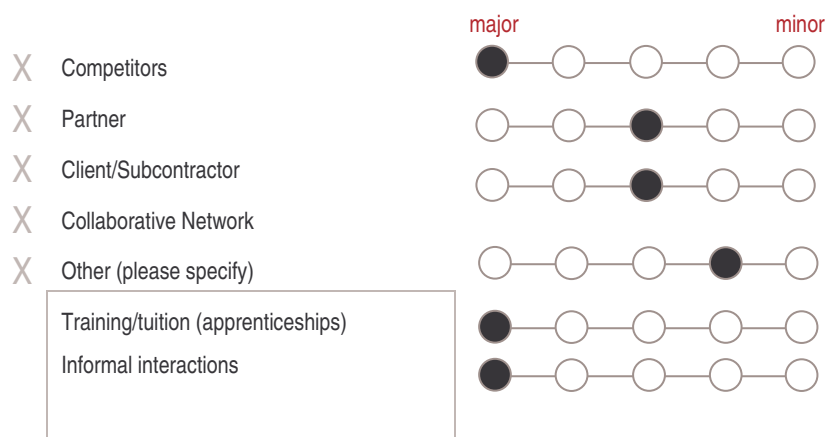 major minor
X Competitors
X Partner
X Client/Subcontractor
X Collaborative Network
X Other (please specify)
Training/tuition (apprenticeships)
Informal interactions